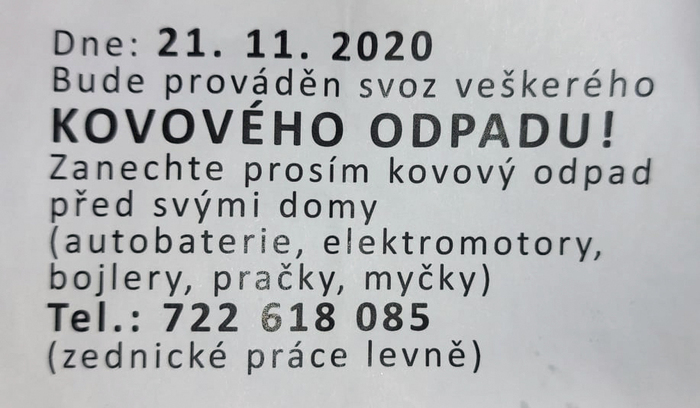 Dne: 21. 11. 2020
Bude prováděn svoz veškerého
KOVOVÉHO ODPADU!
Zanechte prosím kovový odpad
před svými domy
(autobaterie, elektromotory,
bojlery, pračky, myčky)
Tel.: 722 618 085
(zednické práce levně)